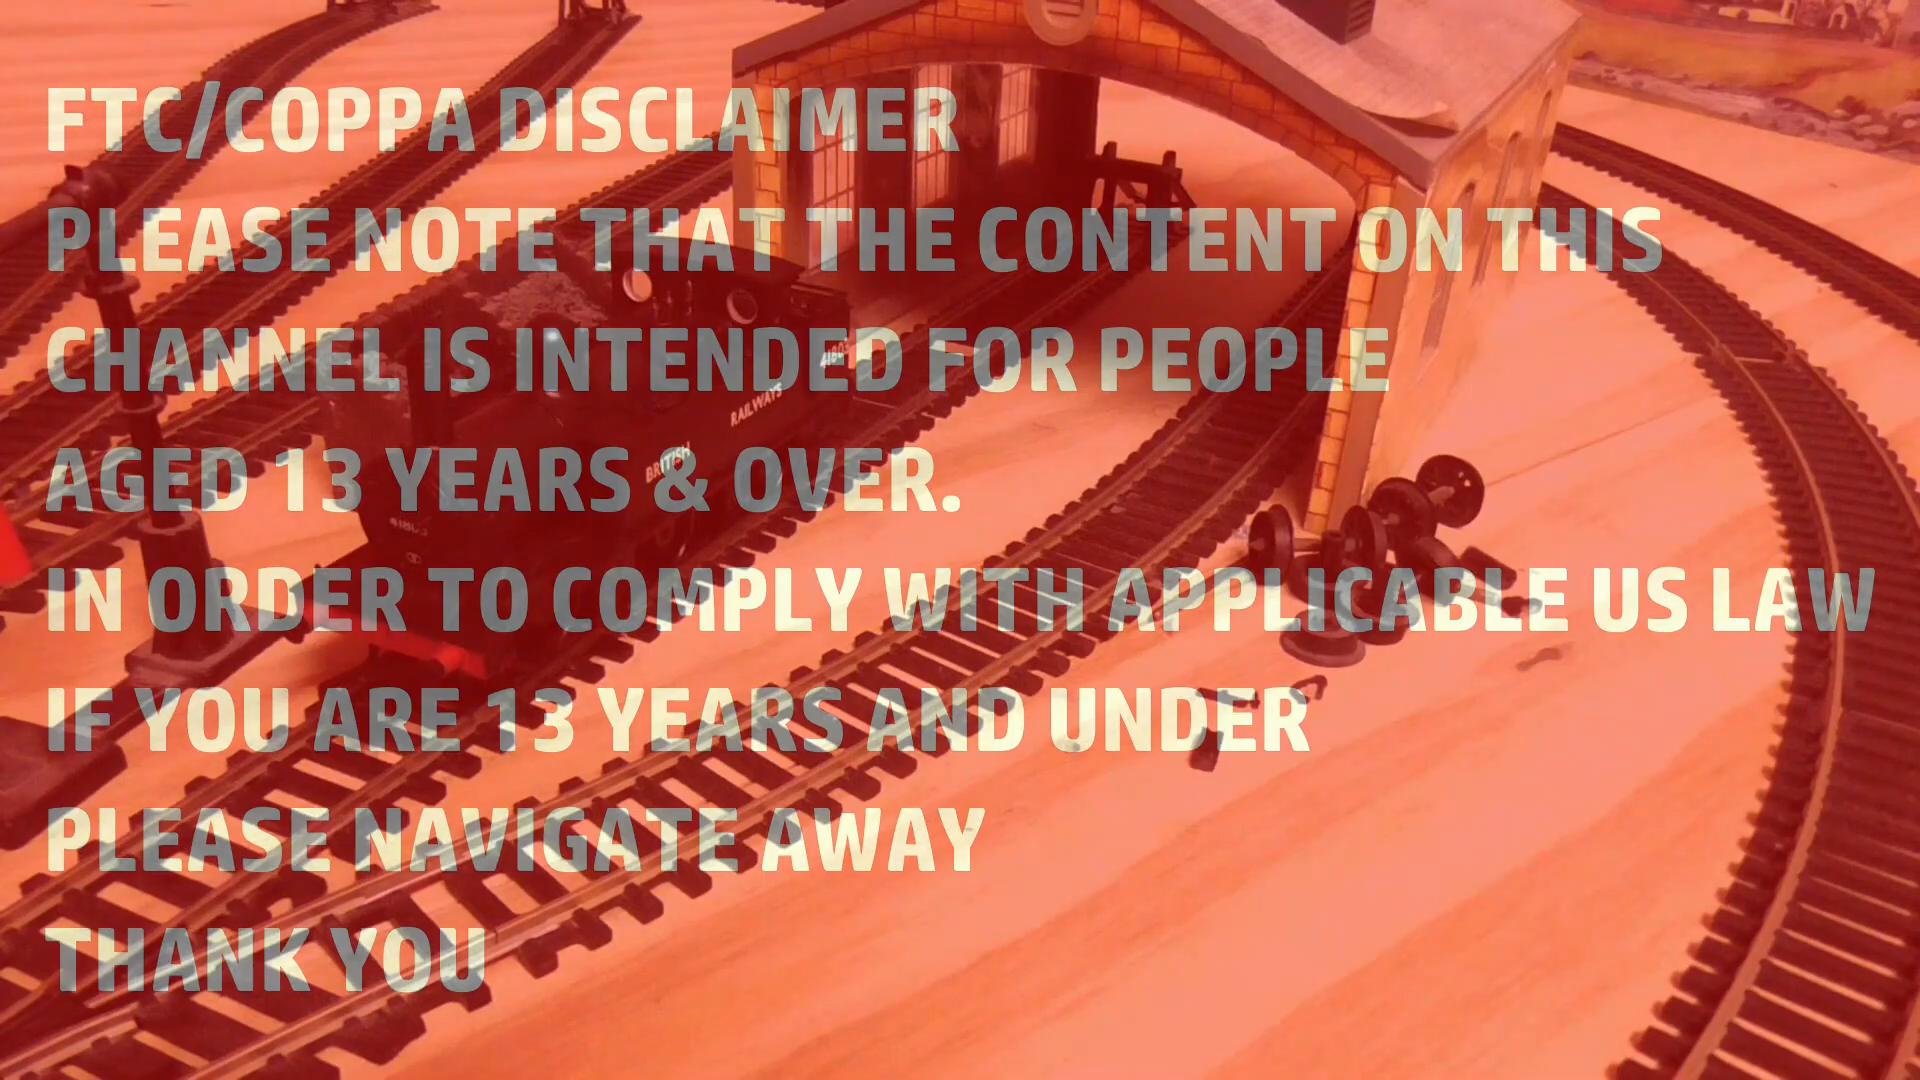 FTC/COPPA DISCLAIMER
PLEASE NOTE THAT THE CONTENT ON THIS
CHANNEL IS INTENDED FOR PEOPLE
AGED 13 YEARS & OVER.
IN ORDER TO COMPLY WITH APPLICABLE US LAW
IF YOU ARE 13 YEARS AND UNDER
PLEASE NAVIGATE AWAY
THANK YOU
BRITISH RAILWAYS